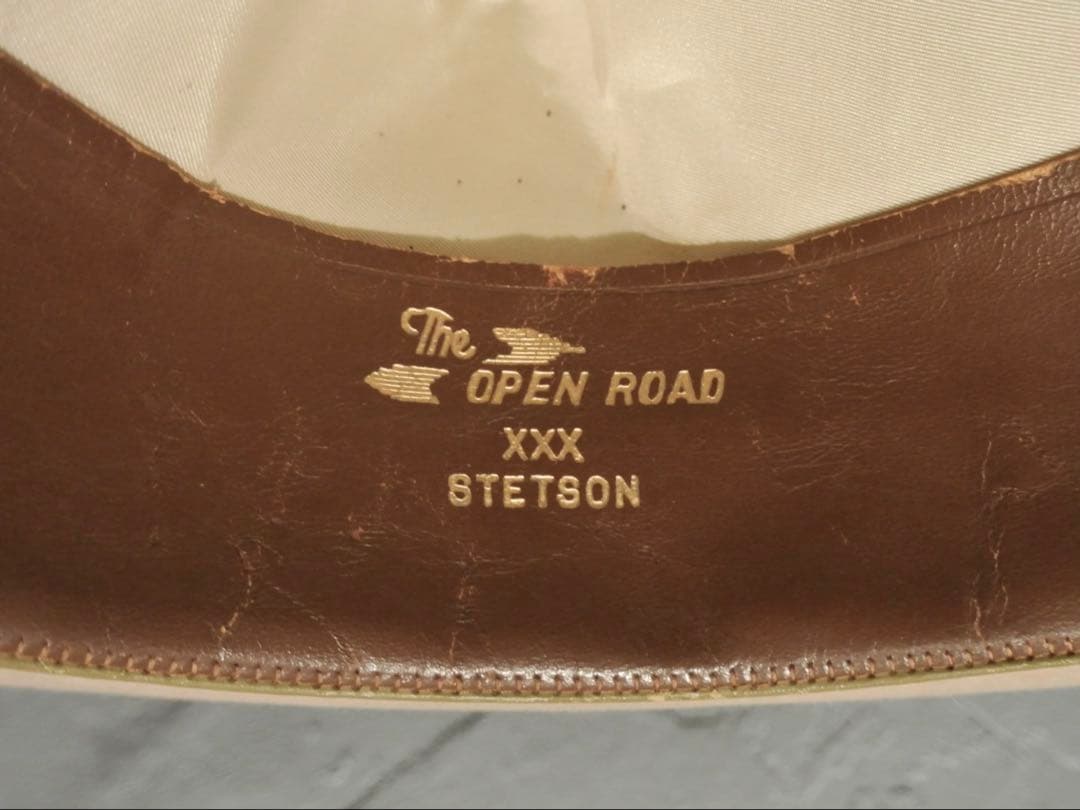 The
OPEN ROAD
XXX
STETSON